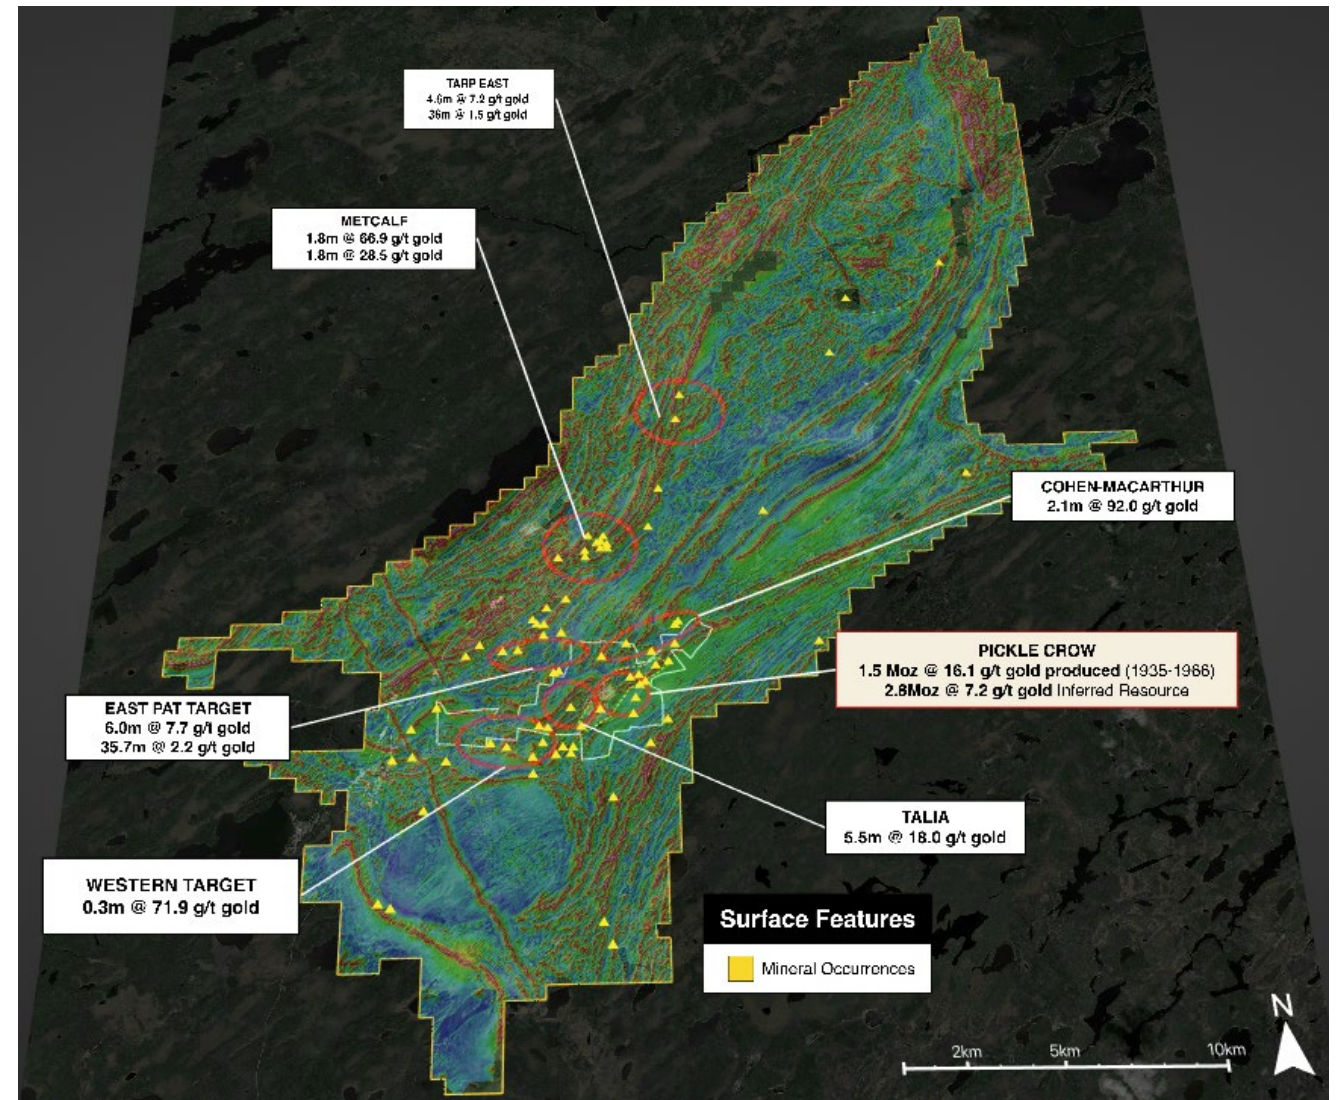 TARP EAST
4.6m @ 7.2 g/t gold
36m @ 1.5 g/t gold
METCALF
1.8m @ 66.9 g/t gold
1.8m @ 28.5 g/t gold
COHEN-MACARTHUR
2.1m @ 92.0 g/t gold
PICKLE CROW
1.5 Moz @ 16.1 g/t gold produced (1935-1966)
2.8Moz @ 7.2 g/t gold Inferred Resource
EAST PAT TARGET
6.0m @ 7.7 g/t gold
35.7m @ 2.2 g/t gold
TALIA
5.5m @ 18.0 g/t gold
WESTERN TARGET
0.3m @ 71.9 g/t gold
Surface Features
Mineral Occurrences
N
2km 5km 10km